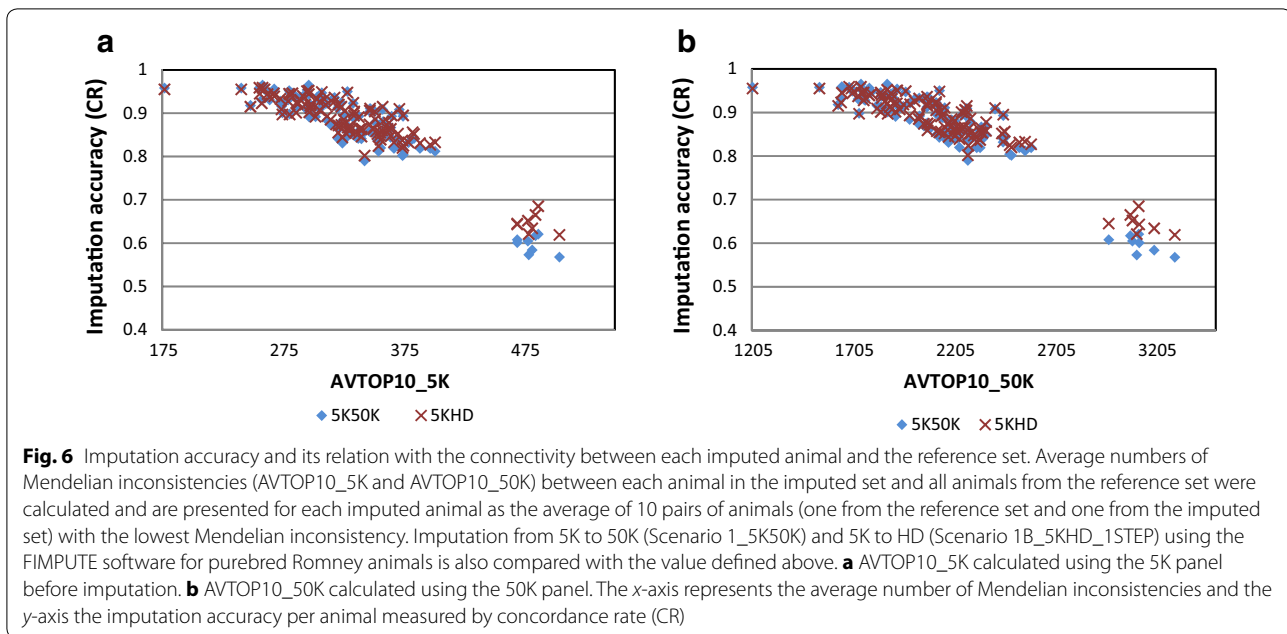 a
b
Imputation accuracy (CR)
1
0.9
0.8
0.7
0.6
0.5
0.4
175
275
375
475
AVTOP10_5K
5K50K
5KHD
Imputation accuracy (CR)
1
0.9
0.8
0.7
0.6
0.5
0.4
1205
1705
2205
2705
3205
AVTOP10_50K
5K50K
5KHD
Fig. 6 Imputation accuracy and its relation with the connectivity between each imputed animal and the reference set. Average numbers of
Mendelian inconsistencies (AVTOP10_5K and AVTOP10_50K) between each animal in the imputed set and all animals from the reference set were
calculated and are presented for each imputed animal as the average of 10 pairs of animals (one from the reference set and one from the imputed
set) with the lowest Mendelian inconsistency. Imputation from 5K to 50K (Scenario 1_5K50K) and 5K to HD (Scenario 1B_5KHD_1STEP) using the
FIMPUTE software for purebred Romney animals is also compared with the value defined above. a AVTOP10_5K calculated using the 5K panel
before imputation. b AVTOP10_50K calculated using the 50K panel. The x-axis represents the average number of Mendelian inconsistencies and the
y-axis the imputation accuracy per animal measured by concordance rate (CR)